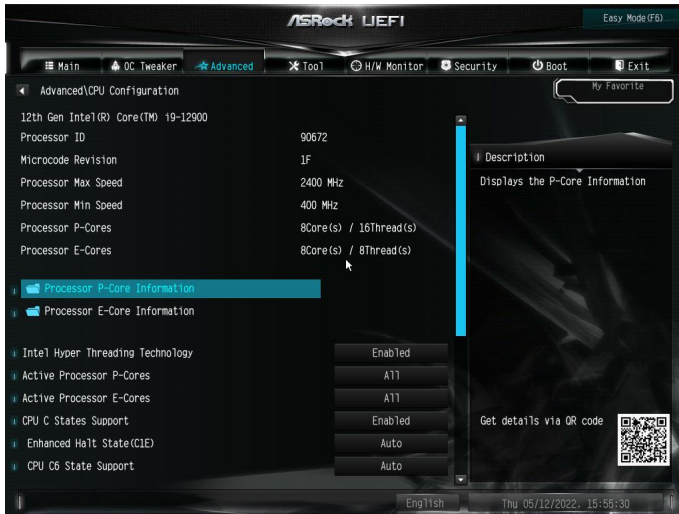 ASRock UEFI
Easy Mode(F6)
Main
OC Tweaker
Advanced
Tool
H/W Monitor
Security
Boot
Exit
Advanced\CPU Configuration
My Favorite
12th Gen Intel(R) Core(TM) i9-12900
Processor ID 90672
Microcode Revision 1F
Processor Max Speed 2400 MHz
Processor Min Speed 400 MHz
Processor P-Cores 8Core(s) / 16Thread(s)
Processor E-Cores 8Core(s) / 8Thread(s)
Processor P-Core Information
Processor E-Core Information
Intel Hyper Threading Technology Enabled
Active Processor P-Cores All
Active Processor E-Cores All
CPU C States Support Enabled
Enhanced Halt State(C1E) Auto
CPU C6 State Support Auto
Description
Displays the P-Core Information
Get details via QR code
English
Thu 05/12/2022, 15:55:30